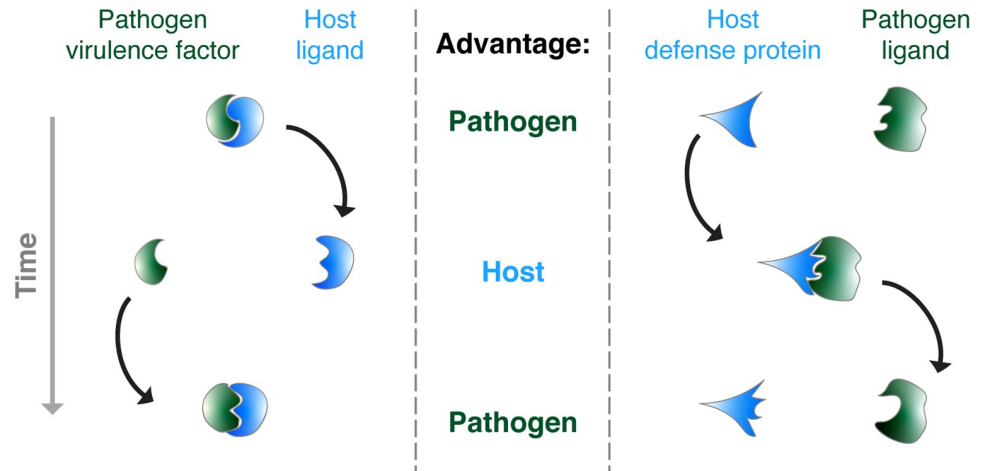 Pathogen
virulence factor
Host
ligand
Advantage:
Host
defense protein
Pathogen
ligand
Pathogen
Time
Host
Pathogen